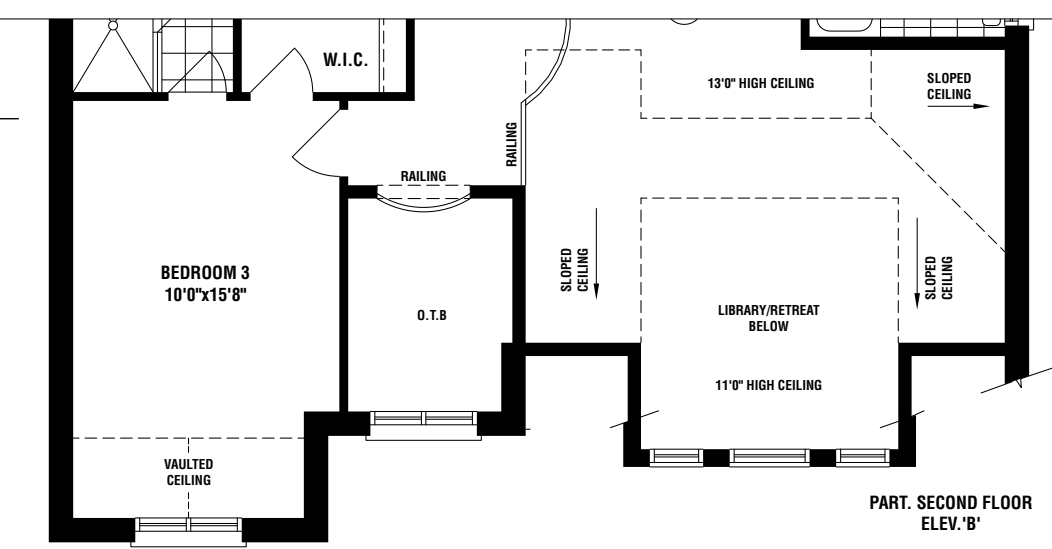 W.I.C.
13'0" HIGH CEILING
SLOPED
CEILING
RAILING
RAILING
BEDROOM 3
10'0"x15'8"
O.T.B
SLOPED
CEILING
SLOPED
CEILING
LIBRARY/RETREAT
BELOW
11'0" HIGH CEILING
VAULTED
CEILING
PART. SECOND FLOOR
ELEV.'B'